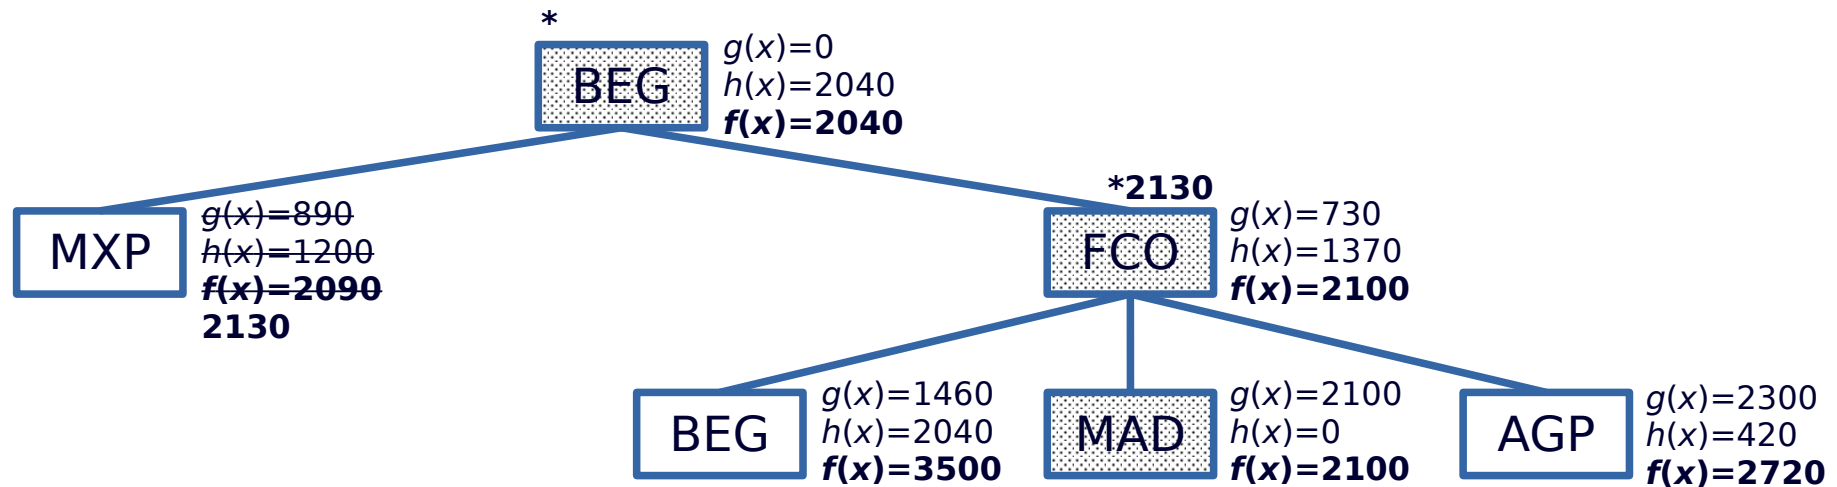 *
BEG
g(x)=0
h(x)=2040
f(x)=2040
MXP
g(x)=890
h(x)=1200
f(x)=2090
2130
*2130
FCO
g(x)=730
h(x)=1370
f(x)=2100
BEG
g(x)=1460
h(x)=2040
f(x)=3500
MAD
g(x)=2100
h(x)=0
f(x)=2100
AGP
g(x)=2300
h(x)=420
f(x)=2720